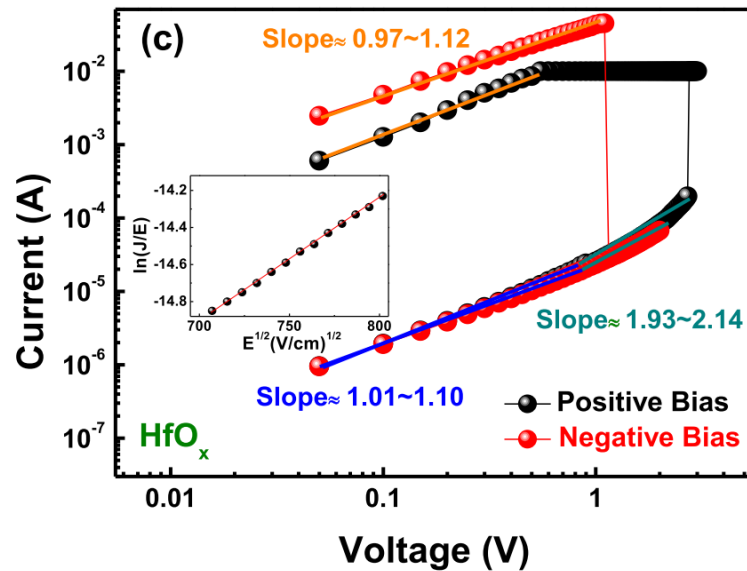 (c)
Slope≈ 0.97~1.12
10⁻²
10⁻³
10⁻⁴
10⁻⁵
10⁻⁶
10⁻⁷
Current (A)
-14.2
-14.4
-14.6
-14.8
ln(J/E)
700 750 800
E^{1/2}(V/cm)^{1/2}
Slope≈ 1.93~2.14
Slope≈ 1.01~1.10
Positive Bias
Negative Bias
HfOₓ
0.01 0.1 1
Voltage (V)